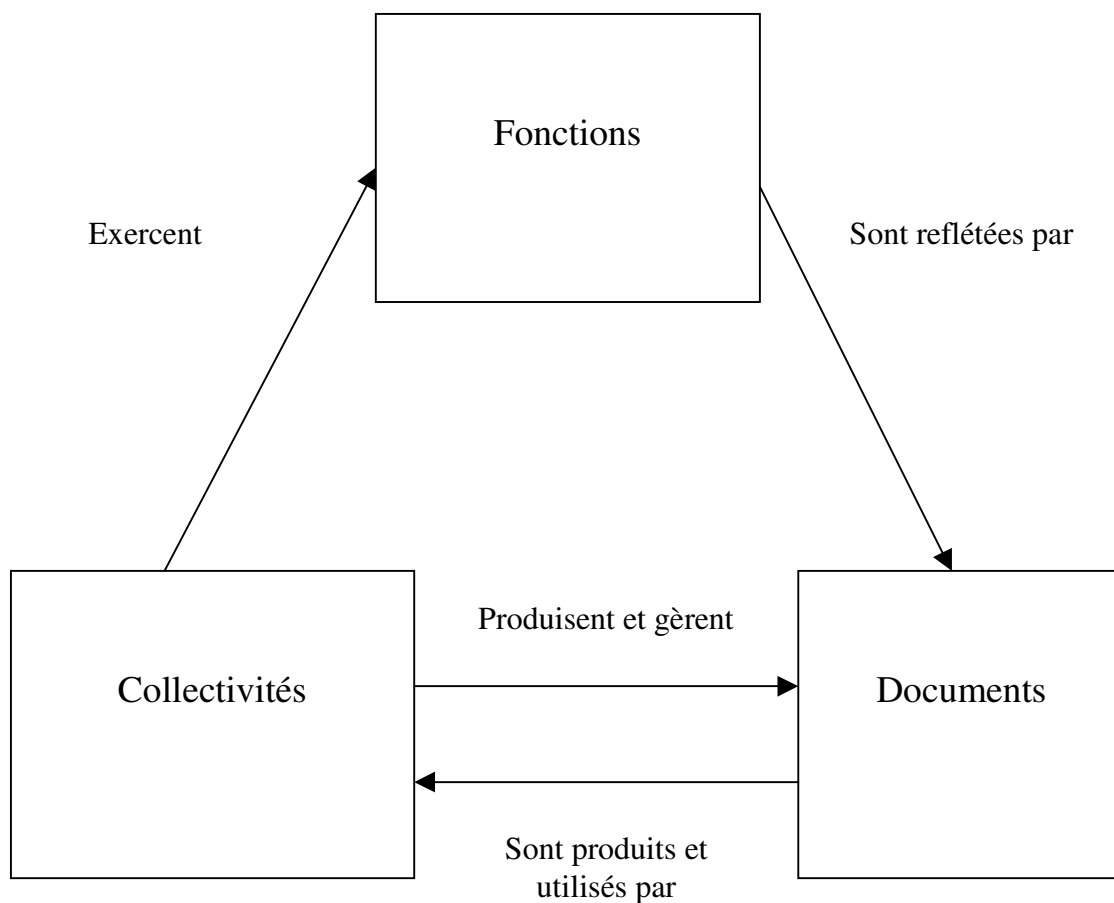 Fonctions
Exercent
Sont reflétées par
Produisent et gèrent
Collectivités
Documents
Sont produits et
utilisés par